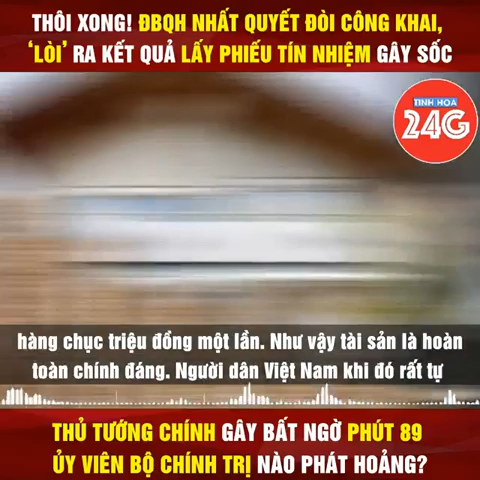 THÔI XONG! ĐBQH NHẤT QUYẾT ĐÒI CÔNG KHAI,
‘LÒI’ RA KẾT QUẢ LẤY PHIẾU TÍN NHIỆM GÂY SỐC
TINH HOA
24G
hàng chục triệu đồng một lần. Như vậy tài sản là hoàn
toàn chính đáng. Người dân Việt Nam khi đó rất tự
THỦ TƯỚNG CHÍNH GÂY BẤT NGỜ PHÚT 89
ỦY VIÊN BỘ CHÍNH TRỊ NÀO PHÁT HOẢNG?